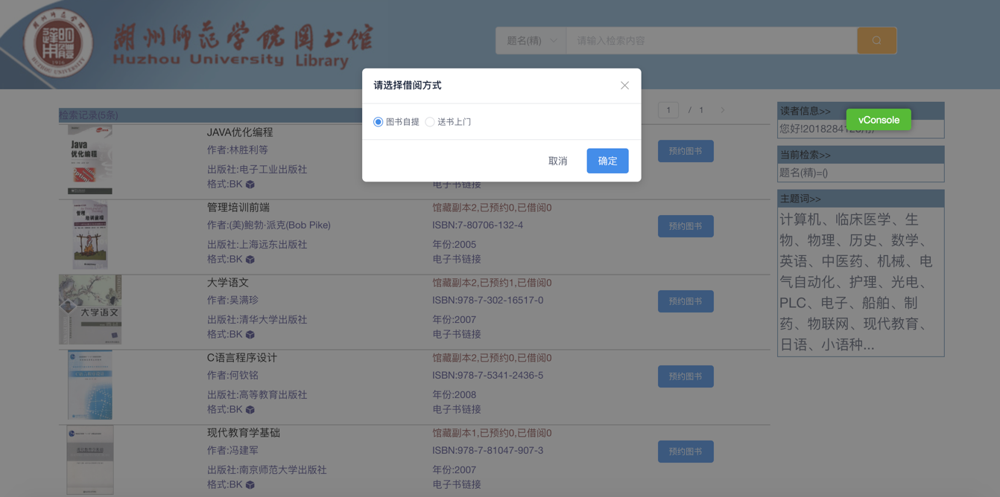 湖州师范学院图书馆
Huzhou University Library
题名(精)
请输入检索内容
请选择借阅方式
图书自提
送书上门
取消
确定
检索记录(5条)
1 / 1
JAVA优化编程
作者:林胜利等
出版社:电子工业出版社
格式:BK
电子书链接
预约图书
管理培训前端
作者:(美)鲍勃·派克(Bob Pike)
出版社:上海远东出版社
格式:BK
馆藏副本2,已预约0,已借阅0
ISBN:7-80706-132-4
年份:2005
电子书链接
预约图书
大学语文
大学语文
作者:吴满珍
出版社:清华大学出版社
格式:BK
馆藏副本2,已预约1,已借阅0
ISBN:978-7-302-16517-0
年份:2007
电子书链接
预约图书
C语言程序设计
作者:何钦铭
出版社:高等教育出版社
格式:BK
馆藏副本2,已预约0,已借阅0
ISBN:978-7-5341-2436-5
年份:2008
电子书链接
预约图书
现代教育学基础
作者:冯建军
出版社:南京师范大学出版社
格式:BK
馆藏副本1,已预约0,已借阅0
ISBN:978-7-81047-907-3
年份:2007
电子书链接
预约图书
Java
优化编程
读者信息>>
vConsole
您好!2018284
当前检索>>
题名(精)=()
主题词>>
计算机、临床医学、生
物、物理、历史、数学、
英语、中医药、机械、电
气自动化、护理、光电、
PLC、电子、船舶、制
药、物联网、现代教育、
日语、小语种...